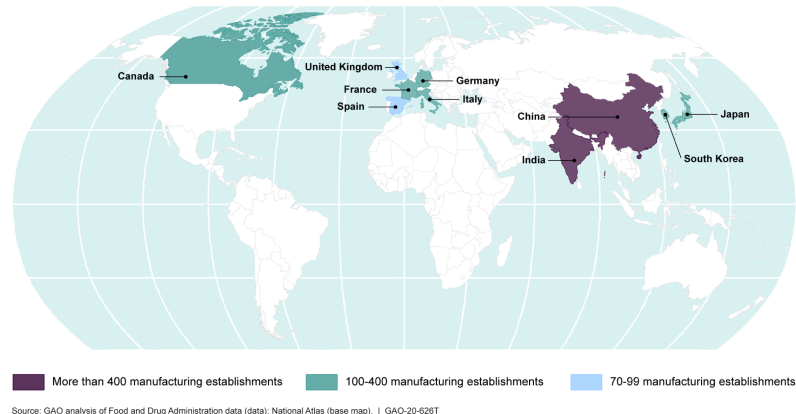 United Kingdom
Canada
Germany
France
Italy
Spain
China
Japan
India
South Korea
More than 400 manufacturing establishments
100-400 manufacturing establishments
70-99 manufacturing establishments
Source: GAO analysis of Food and Drug Administration data (data); National Atlas (base map). | GAO-20-626T